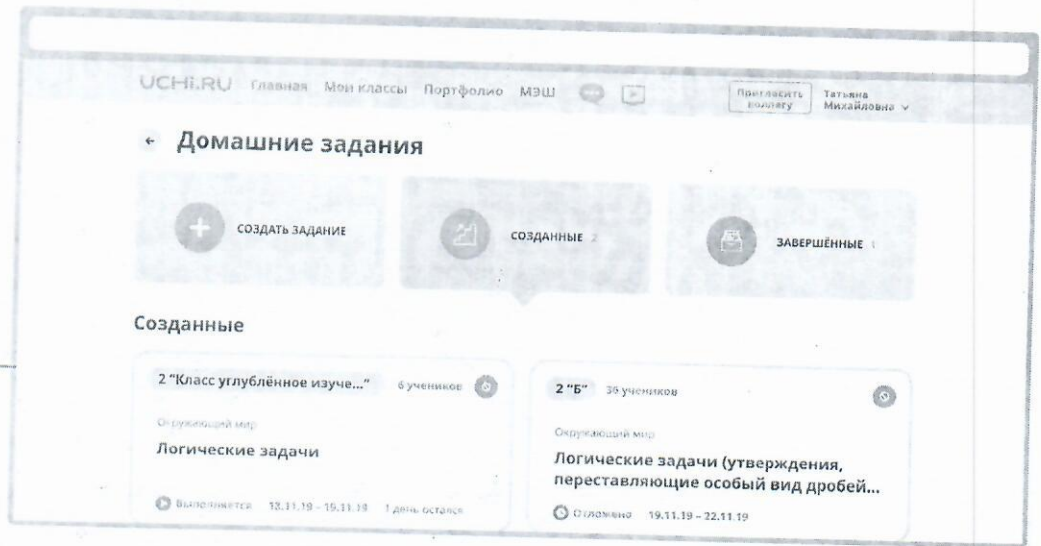 UCHi.RU Главная Мои классы Портфолио МЭШ Пригласить коллегу Татьяна Михайловна
Домашние задания
СОЗДАТЬ ЗАДАНИЕ СОЗДАННЫЕ 2 ЗАВЕРШЁННЫЕ 1
Созданные
2 "Класс углублённое изуче..." 6 учеников
Окружающий мир
Логические задачи
Выполняется 13.11.19 – 19.11.19 1 день остался
2 "Б" 36 учеников
Окружающий мир
Логические задачи (утверждения,
переставляющие особый вид дробей...
Отложено 19.11.19 – 22.11.19